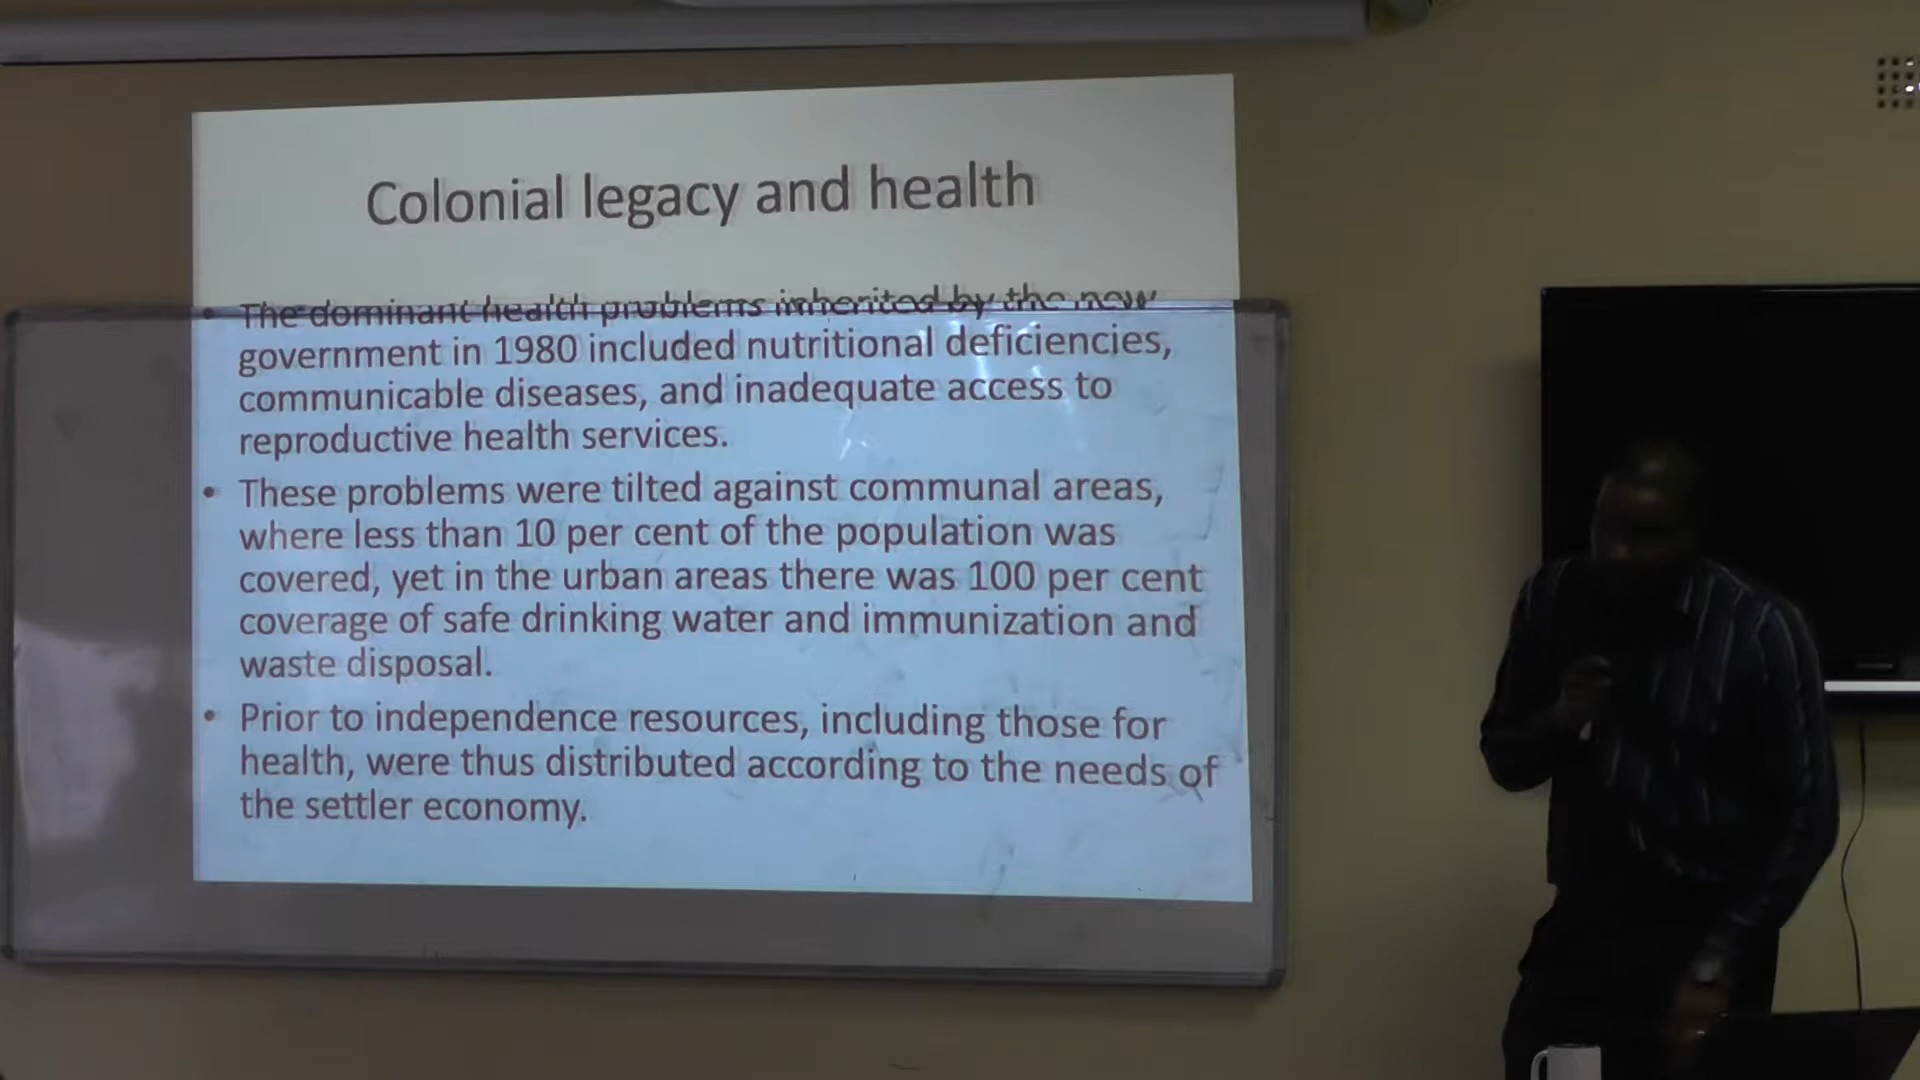 Colonial legacy and health
• The dominant health problems inherited by the new
government in 1980 included nutritional deficiencies,
communicable diseases, and inadequate access to
reproductive health services.
• These problems were tilted against communal areas,
where less than 10 per cent of the population was
covered, yet in the urban areas there was 100 per cent
coverage of safe drinking water and immunization and
waste disposal.
• Prior to independence resources, including those for
health, were thus distributed according to the needs of
the settler economy.